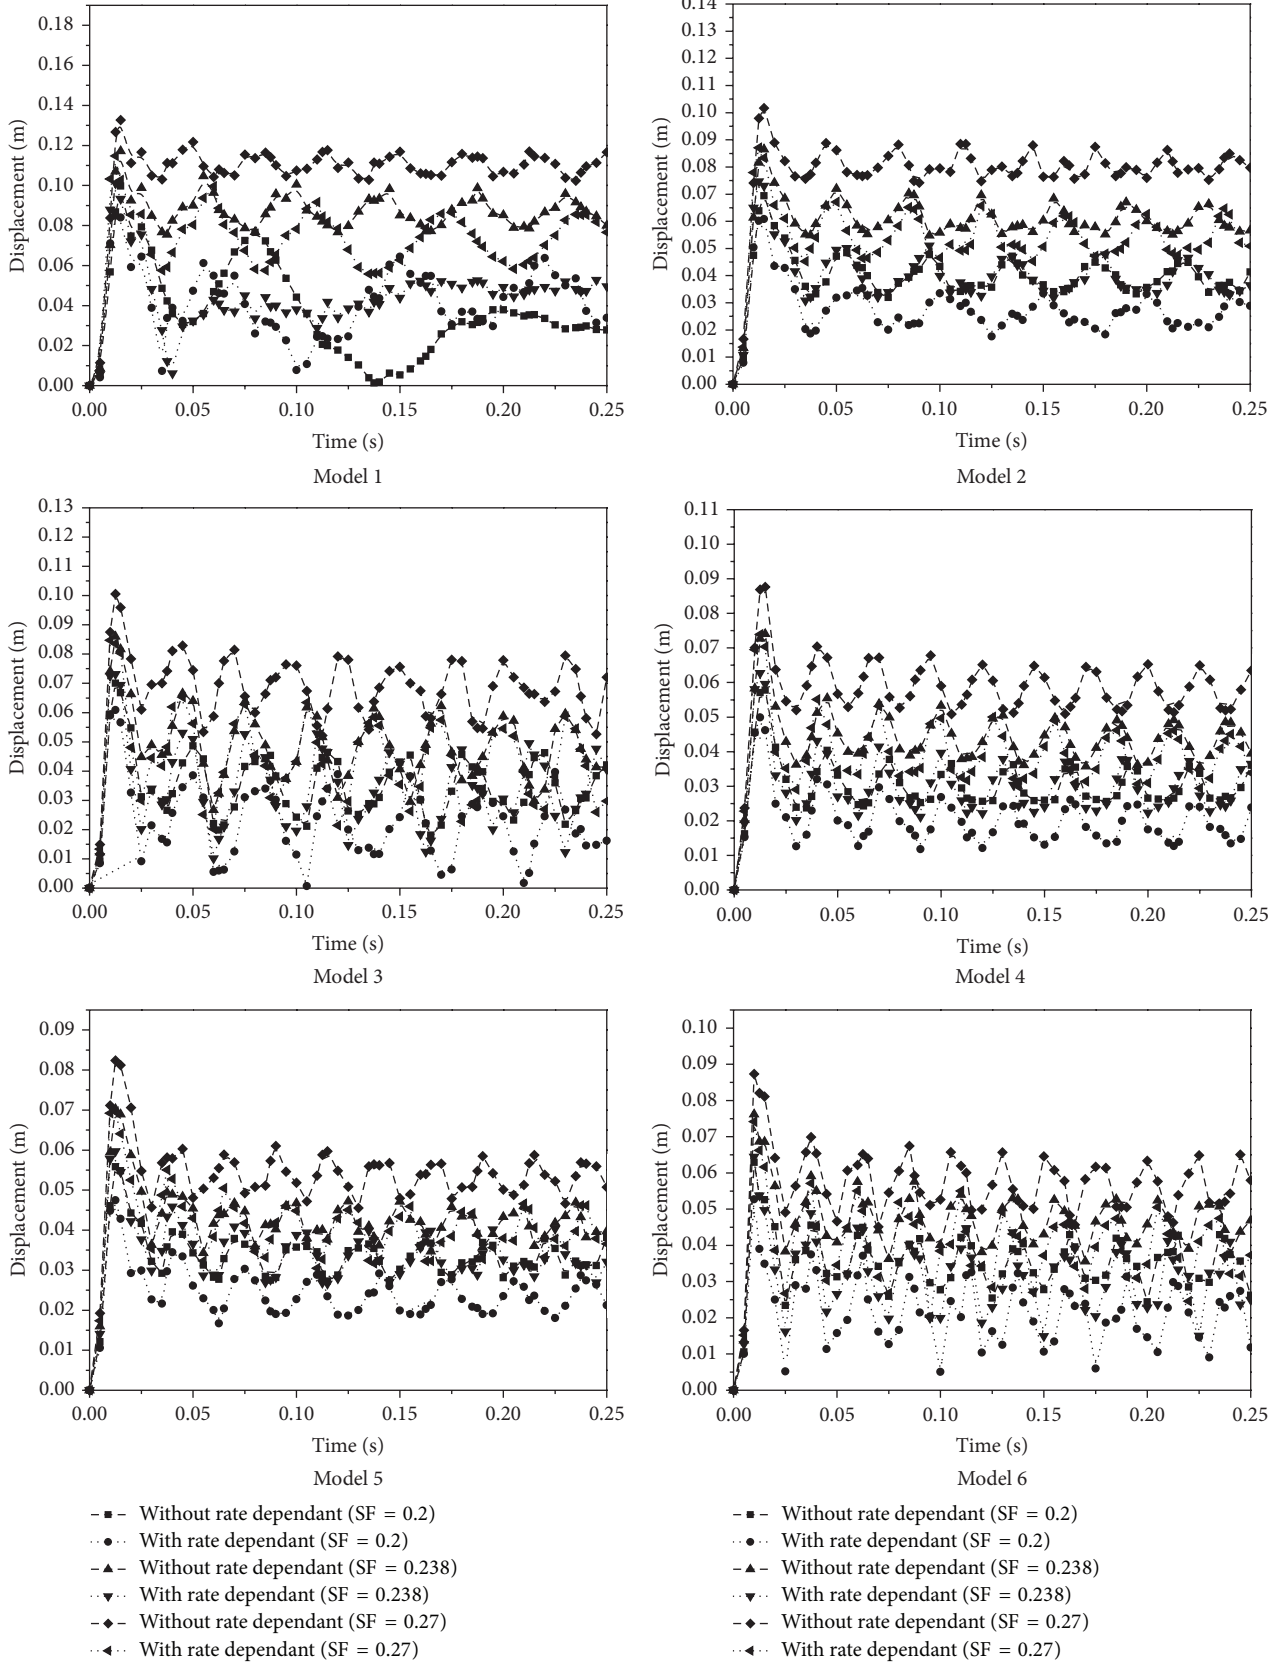 0.18
0.16
0.14
0.12
0.10
0.08
0.06
0.04
0.02
0.00
Displacement (m)
0.00 0.05 0.10 0.15 0.20 0.25
Time (s)
Model 1
0.14
0.13
0.12
0.11
0.10
0.09
0.08
0.07
0.06
0.05
0.04
0.03
0.02
0.01
0.00
Displacement (m)
0.00 0.05 0.10 0.15 0.20 0.25
Time (s)
Model 2
0.13
0.12
0.11
0.10
0.09
0.08
0.07
0.06
0.05
0.04
0.03
0.02
0.01
0.00
Displacement (m)
0.00 0.05 0.10 0.15 0.20 0.25
Time (s)
Model 3
0.11
0.10
0.09
0.08
0.07
0.06
0.05
0.04
0.03
0.02
0.01
0.00
Displacement (m)
0.00 0.05 0.10 0.15 0.20 0.25
Time (s)
Model 4
0.09
0.08
0.07
0.06
0.05
0.04
0.03
0.02
0.01
0.00
Displacement (m)
0.00 0.05 0.10 0.15 0.20 0.25
Time (s)
Model 5
0.10
0.09
0.08
0.07
0.06
0.05
0.04
0.03
0.02
0.01
0.00
Displacement (m)
0.00 0.05 0.10 0.15 0.20 0.25
Time (s)
Model 6
Without rate dependant (SF = 0.2)
With rate dependant (SF = 0.2)
Without rate dependant (SF = 0.238)
With rate dependant (SF = 0.238)
Without rate dependant (SF = 0.27)
With rate dependant (SF = 0.27)
Without rate dependant (SF = 0.2)
With rate dependant (SF = 0.2)
Without rate dependant (SF = 0.238)
With rate dependant (SF = 0.238)
Without rate dependant (SF = 0.27)
With rate dependant (SF = 0.27)